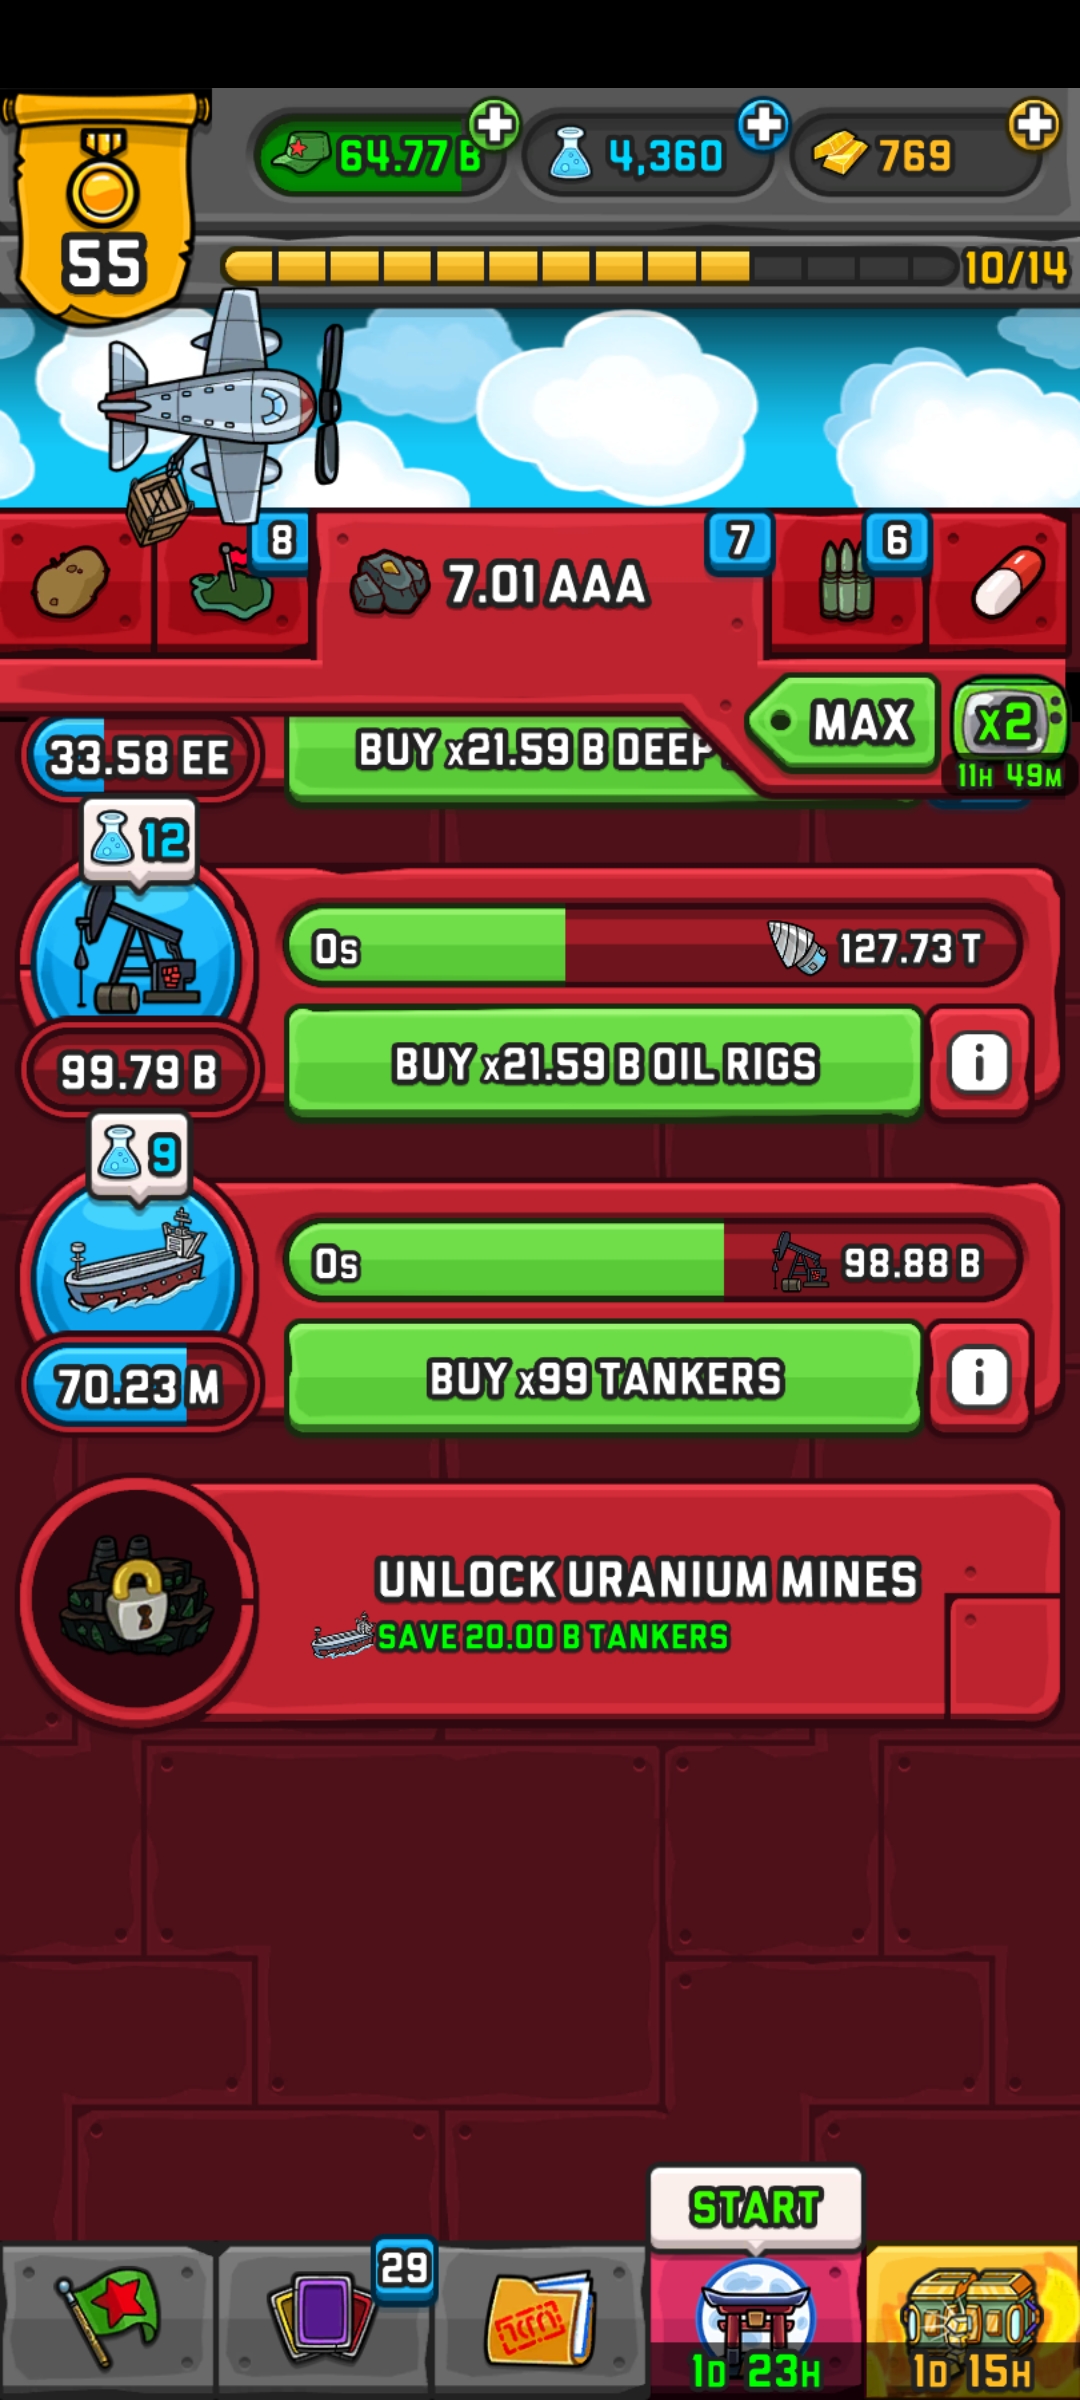 64.77 B
4,360
769
55
10/14
8
7.01 AAA
7
6
MAX
x2
11H 49M
33.58 EE
BUY x21.59 B DEEP
12
0s
127.73 T
99.79 B
BUY x21.59 B OIL RIGS
i
9
0s
98.88 B
70.23 M
BUY x99 TANKERS
i
UNLOCK URANIUM MINES
SAVE 20.00 B TANKERS
START
29
1D 23H
1D 15H